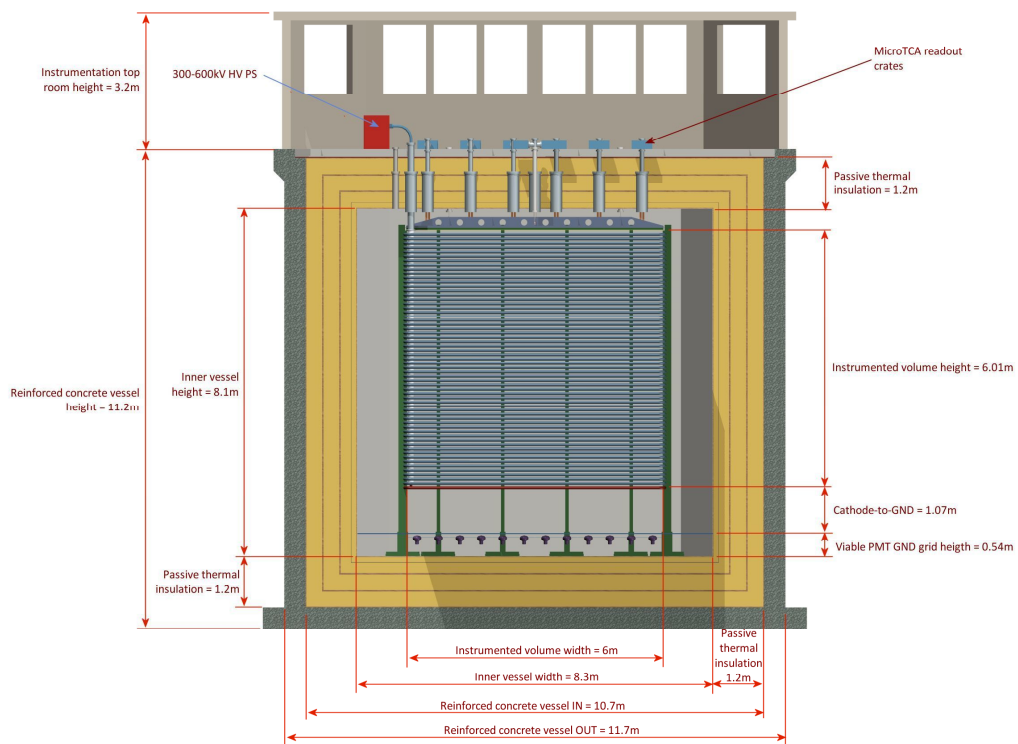 Instrumentation top
room height = 3.2m
300-600kV HV PS
MicroTCA readout
crates
Passive thermal
insulation = 1.2m
Inner vessel
height = 8.1m
Instrumented volume height = 6.01m
Reinforced concrete vessel
height = 11.2m
Cathode-to-GND = 1.07m
Viable PMT GND grid heigth = 0.54m
Passive thermal
insulation = 1.2m
Instrumented volume width = 6m
Passive
thermal
insulation
1.2m
Inner vessel width = 8.3m
Reinforced concrete vessel IN = 10.7m
Reinforced concrete vessel OUT = 11.7m